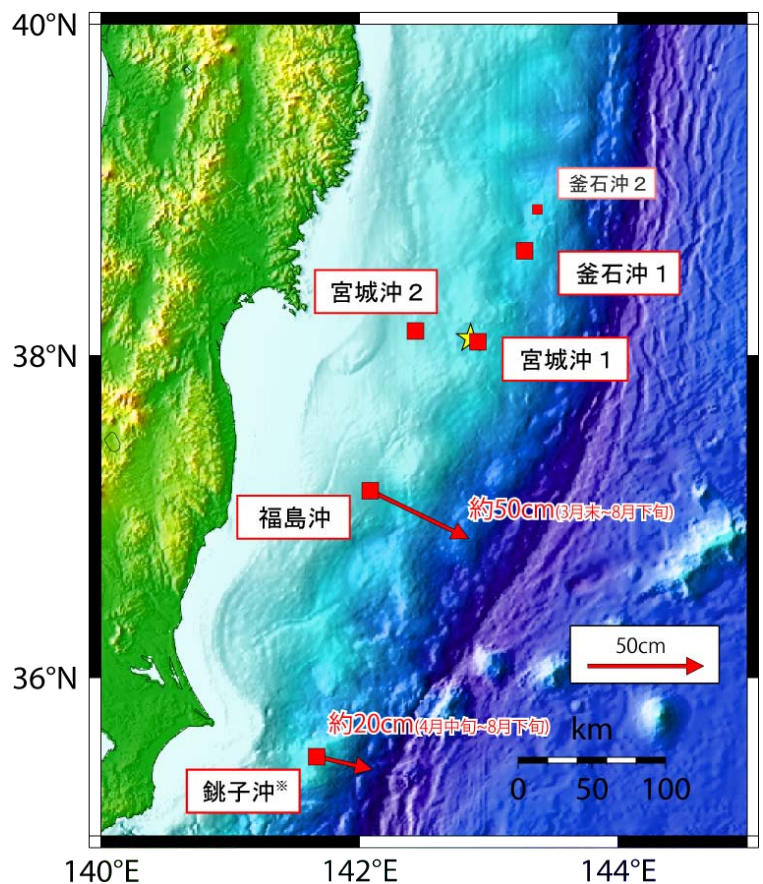 40°N
釜石沖２
釜石沖１
宮城沖２
38°N
宮城沖１
約50cm(3月末~8月下旬)
福島沖
50cm
36°N
約20cm(4月中旬~8月下旬)
km
銚子沖※
0 50 100
140°E 142°E 144°E